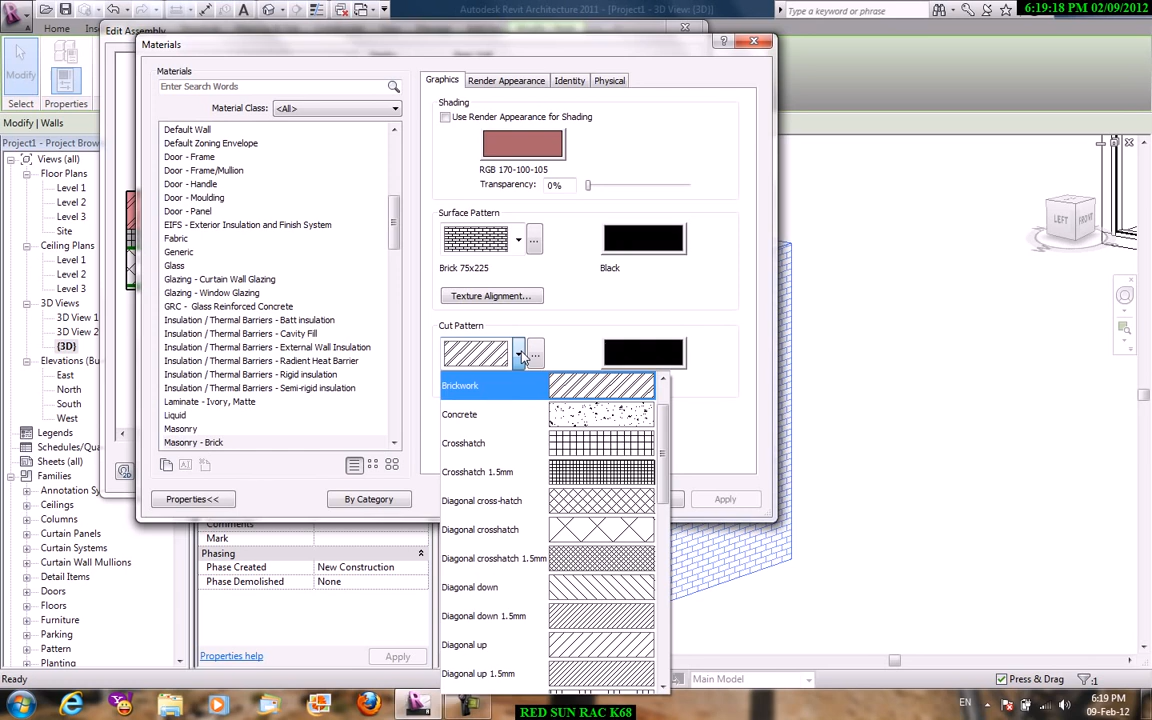 Autodesk Revit Architecture 2011 - [Project1 - 3D View: {3D}]
Type a keyword or phrase
6:19:18 PM 02/09/2012
Home
Edit Assembly
Materials
Modify
Select
Properties
Modify | Walls
Project1 - Project Brow
Views (all)
Floor Plans
Level 1
Level 2
Level 3
Site
Ceiling Plans
Level 1
Level 2
Level 3
3D Views
3D View 1
3D View 2
{3D}
Elevations (Bu
East
North
South
West
Legends
Schedules/Qu
Sheets (all)
Families
Annotation Sy
Ceilings
Columns
Curtain Panels
Curtain Systems
Curtain Wall Mullions
Detail Items
Doors
Floors
Furniture
Parking
Pattern
Planting
Materials
Enter Search Words
Material Class: <All>
Default Wall
Default Zoning Envelope
Door - Frame
Door - Frame/Mullion
Door - Handle
Door - Moulding
Door - Panel
EIFS - Exterior Insulation and Finish System
Fabric
Generic
Glass
Glazing - Curtain Wall Glazing
Glazing - Window Glazing
GRC - Glass Reinforced Concrete
Insulation / Thermal Barriers - Batt insulation
Insulation / Thermal Barriers - Cavity Fill
Insulation / Thermal Barriers - External Wall Insulation
Insulation / Thermal Barriers - Radient Heat Barrier
Insulation / Thermal Barriers - Rigid insulation
Insulation / Thermal Barriers - Semi-rigid insulation
Laminate - Ivory, Matte
Liquid
Masonry
Masonry - Brick
Properties<<
By Category
Graphics Render Appearance Identity Physical
Shading
Use Render Appearance for Shading
RGB 170-100-105
Transparency: 0%
Surface Pattern
...
Brick 75x225 Black
Texture Alignment...
Cut Pattern
...
Brickwork
Concrete
Crosshatch
Crosshatch 1.5mm
Diagonal cross-hatch
Diagonal crosshatch
Diagonal crosshatch 1.5mm
Diagonal down
Diagonal down 1.5mm
Diagonal up
Diagonal up 1.5mm
Apply
LEFT FRONT
Comments
Mark
Phasing
Phase Created New Construction
Phase Demolished None
Properties help
Apply
Ready
Main Model
Press & Drag
:1
EN
6:19 PM
09-Feb-12
RED SUN RAC K68